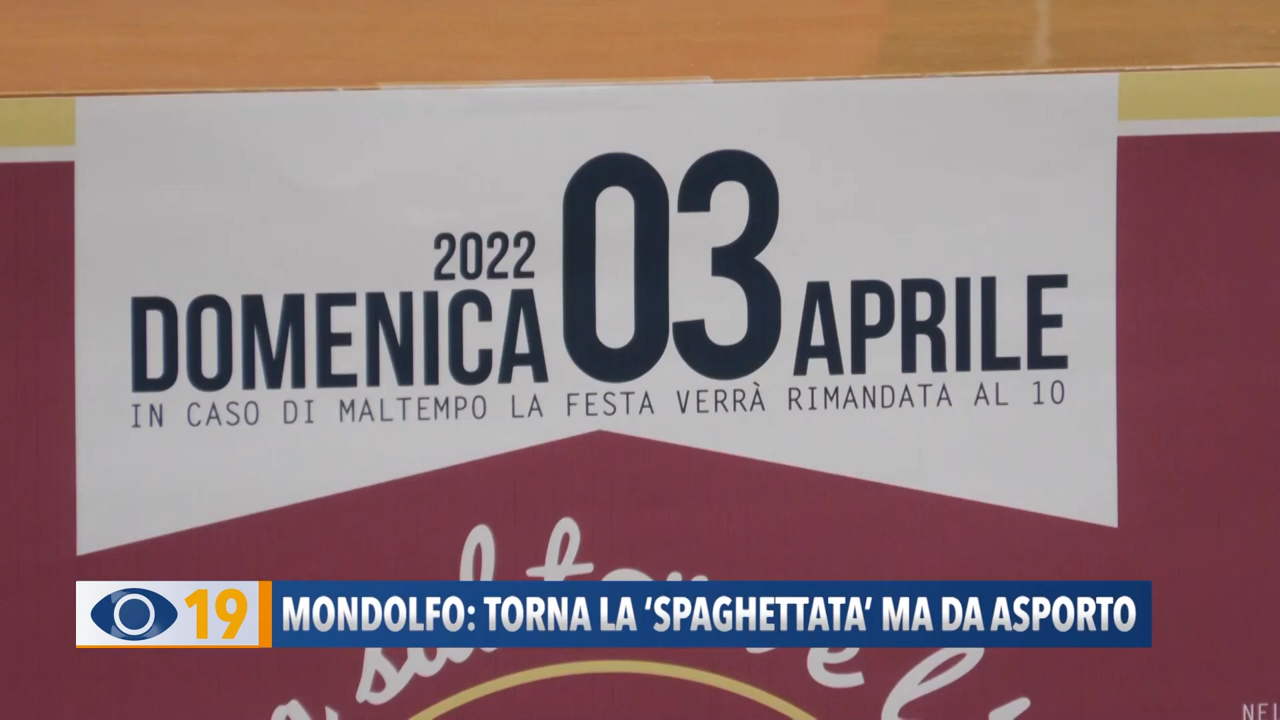 2022
DOMENICA 03 APRILE
IN CASO DI MALTEMPO LA FESTA VERRÀ RIMANDATA AL 10
19
MONDOLFO: TORNA LA ‘SPAGHETTATA’ MA DA ASPORTO